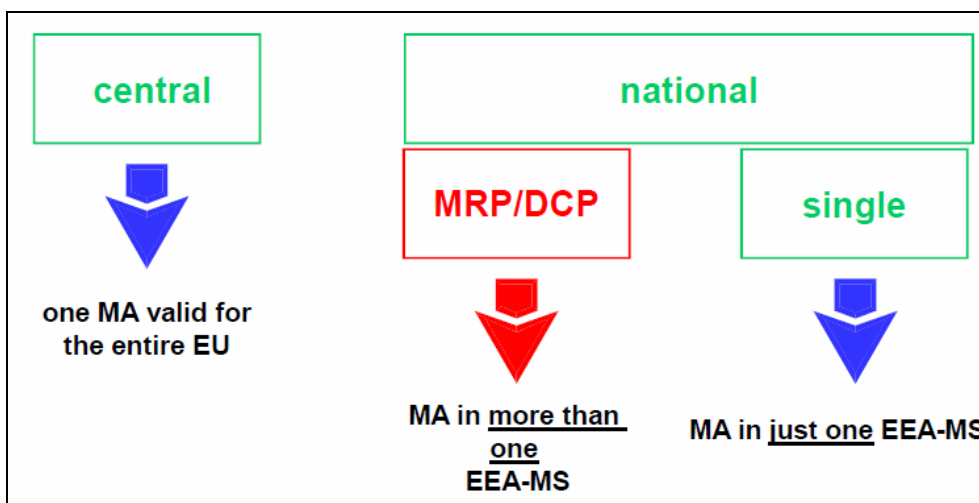 central
national
MRP/DCP
single
one MA valid for
the entire EU
MA in more than
one
EEA-MS
MA in just one EEA-MS